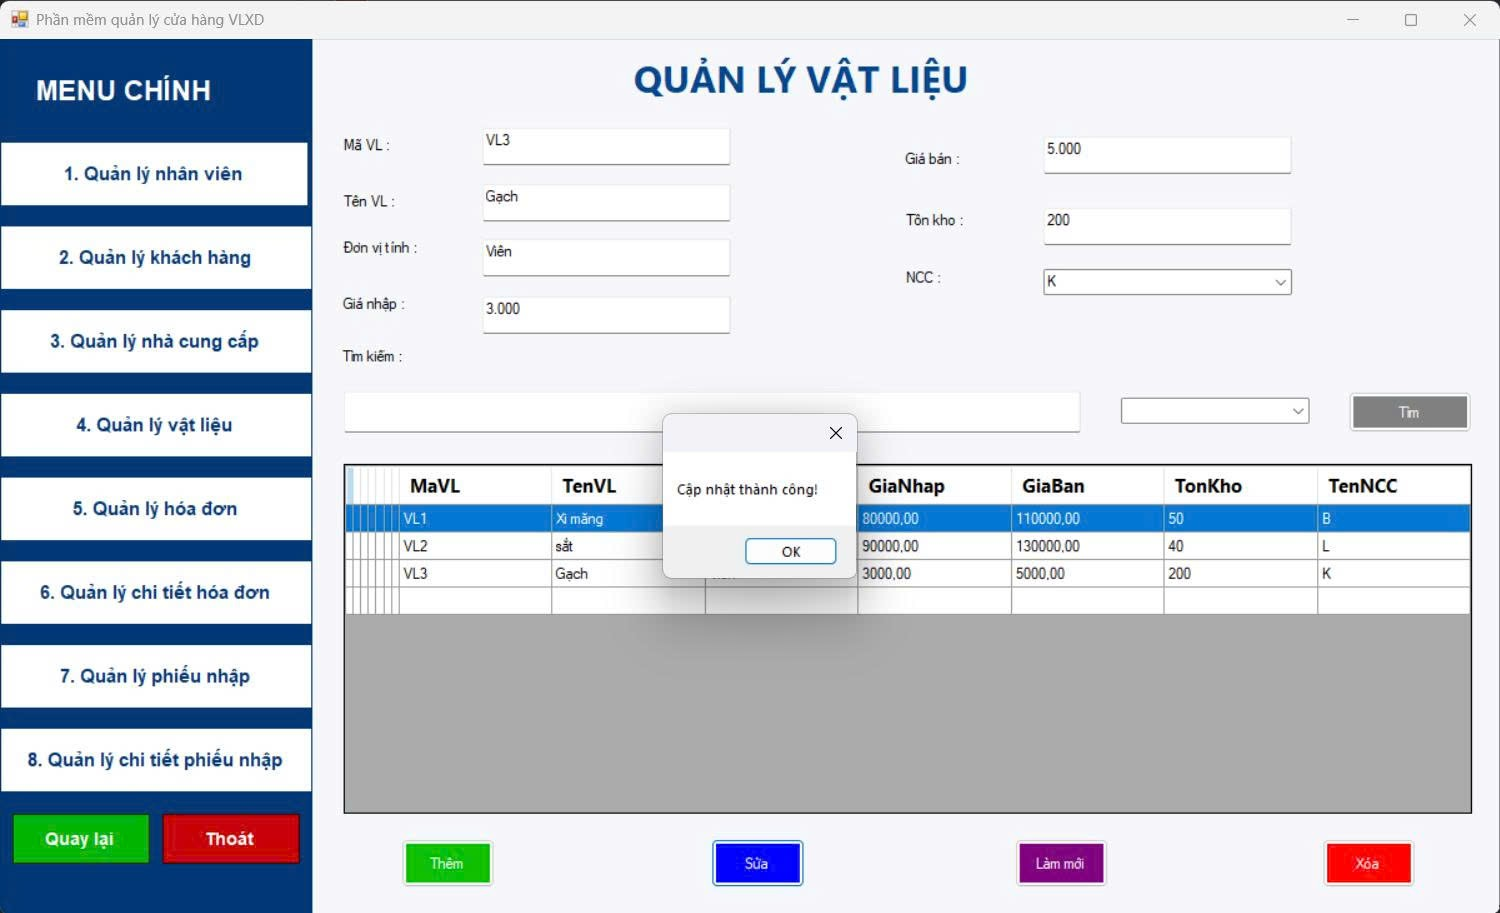 Phần mềm quản lý cửa hàng VLXD
MENU CHÍNH
1. Quản lý nhân viên
2. Quản lý khách hàng
3. Quản lý nhà cung cấp
4. Quản lý vật liệu
5. Quản lý hóa đơn
6. Quản lý chi tiết hóa đơn
7. Quản lý phiếu nhập
8. Quản lý chi tiết phiếu nhập
Quay lại Thoát
QUẢN LÝ VẬT LIỆU
Mã VL : VL3
Tên VL : Gạch
Đơn vị tính : Viên
Giá nhập : 3.000
Giá bán : 5.000
Tồn kho : 200
NCC : K
Tìm kiếm :
Tìm
MaVL TenVL GiaNhap GiaBan TonKho TenNCC
VL1 Xi măng 80000,00 110000,00 50 B
VL2 sắt 90000,00 130000,00 40 L
VL3 Gạch 3000,00 5000,00 200 K
Cập nhật thành công!
OK
Thêm Sửa Làm mới Xóa